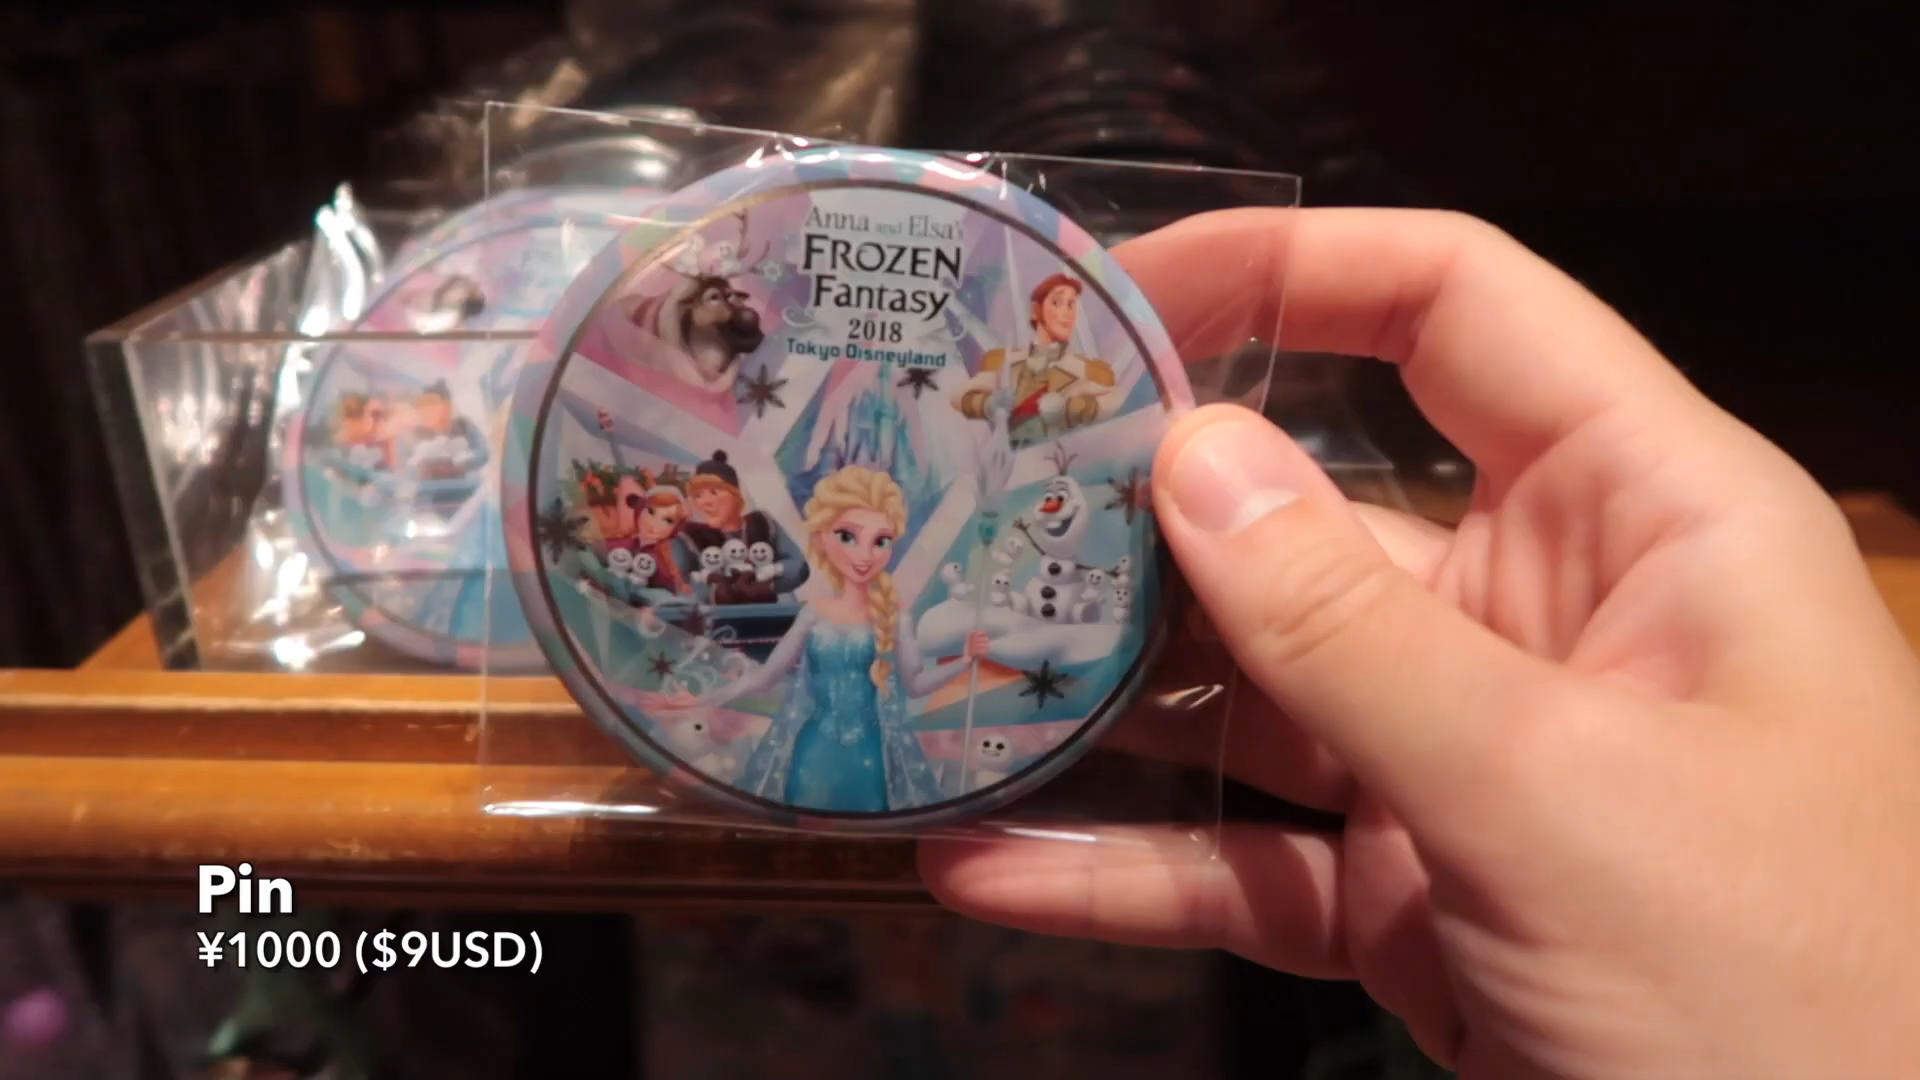 Anna and Elsa's
FROZEN
Fantasy
2018
Tokyo Disneyland
Pin
¥1000 ($9USD)